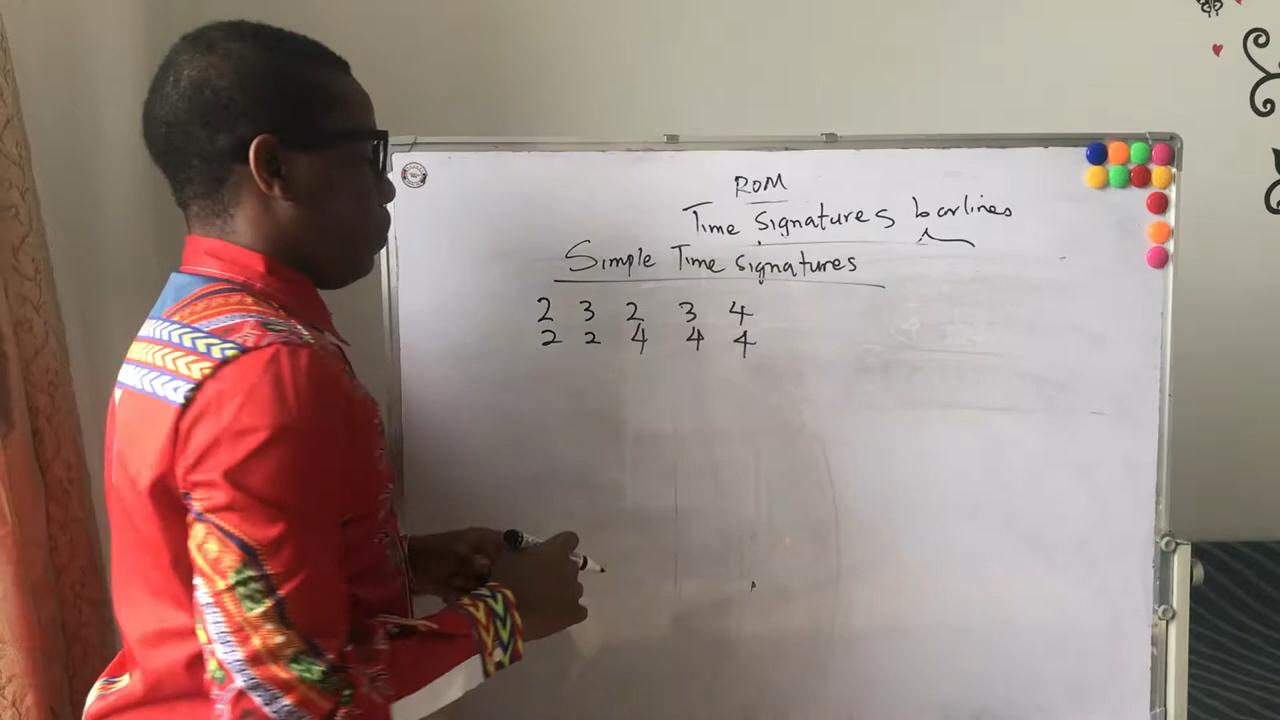 ROM
Time Signatures barlines
Simple Time Signatures
2 3 2 3 4
2 2 4 4 4